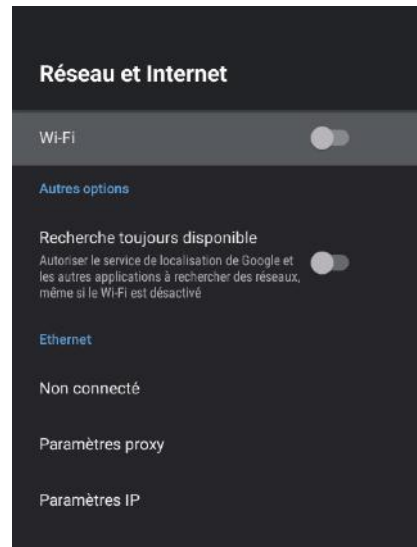 Réseau et Internet
Wi-Fi
Autres options
Recherche toujours disponible
Autoriser le service de localisation de Google et
les autres applications à rechercher des réseaux,
même si le Wi-Fi est désactivé
Ethernet
Non connecté
Paramètres proxy
Paramètres IP